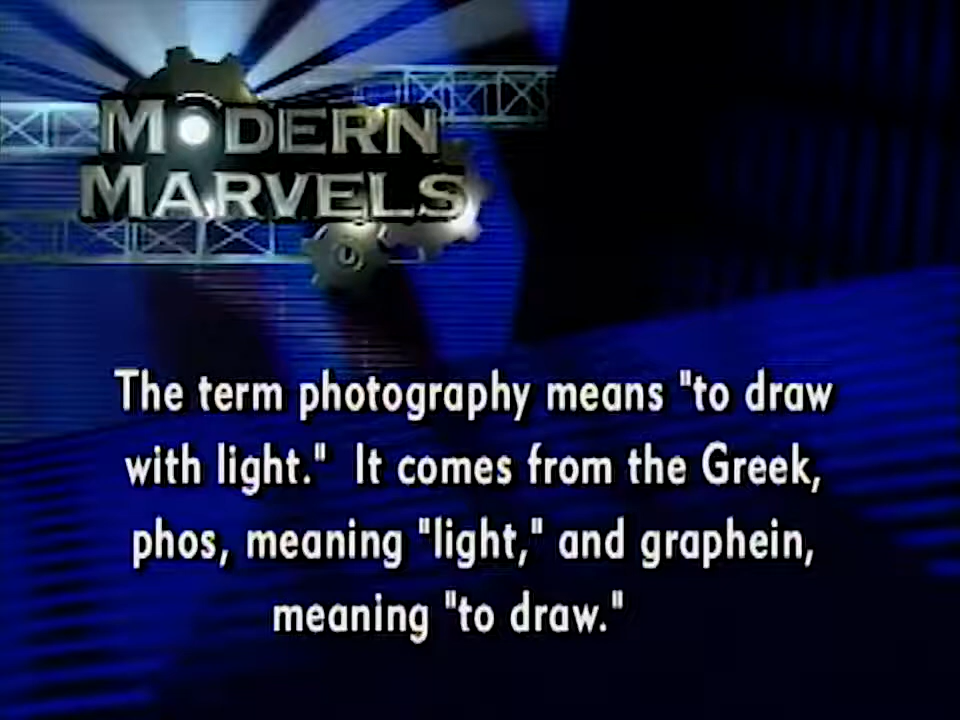 MODERN
MARVELS
The term photography means "to draw
with light."  It comes from the Greek,
phos, meaning "light," and graphein,
meaning "to draw."